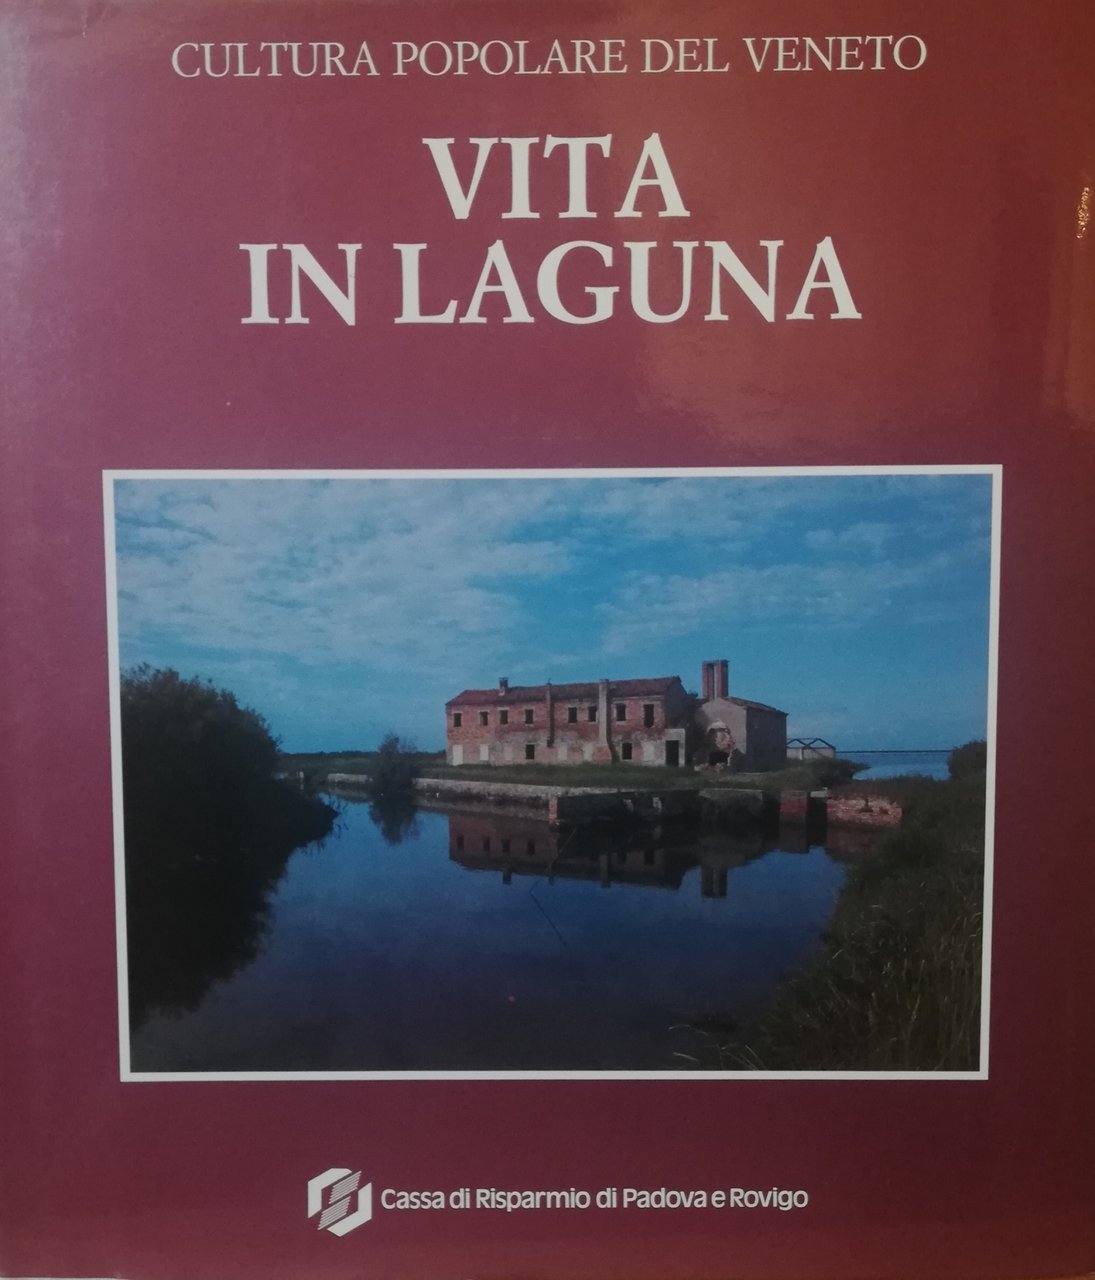 CULTURA POPOLARE DEL VENETO
VITA
IN LAGUNA
Cassa di Risparmio di Padova e Rovigo